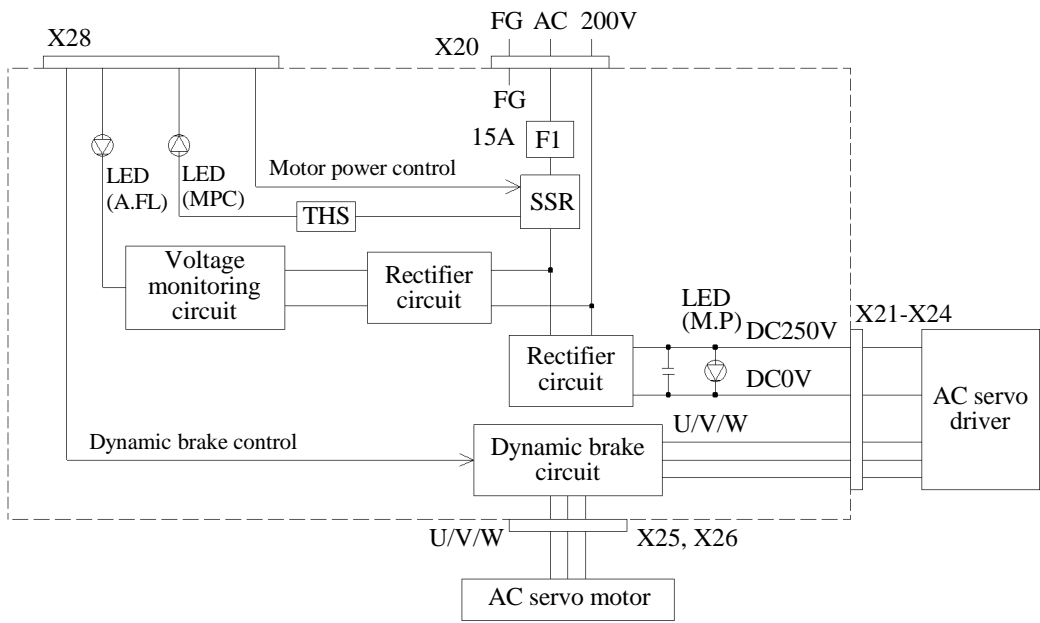 FG AC 200V
X28
X20
FG
15A
F1
LED
(A.FL)
LED
(MPC)
Motor power control
SSR
THS
Voltage
monitoring
circuit
Rectifier
circuit
LED
(M.P)
X21-X24
DC250V
Rectifier
circuit
DC0V
AC servo
driver
U/V/W
Dynamic brake control
Dynamic brake
circuit
U/V/W
X25, X26
AC servo motor